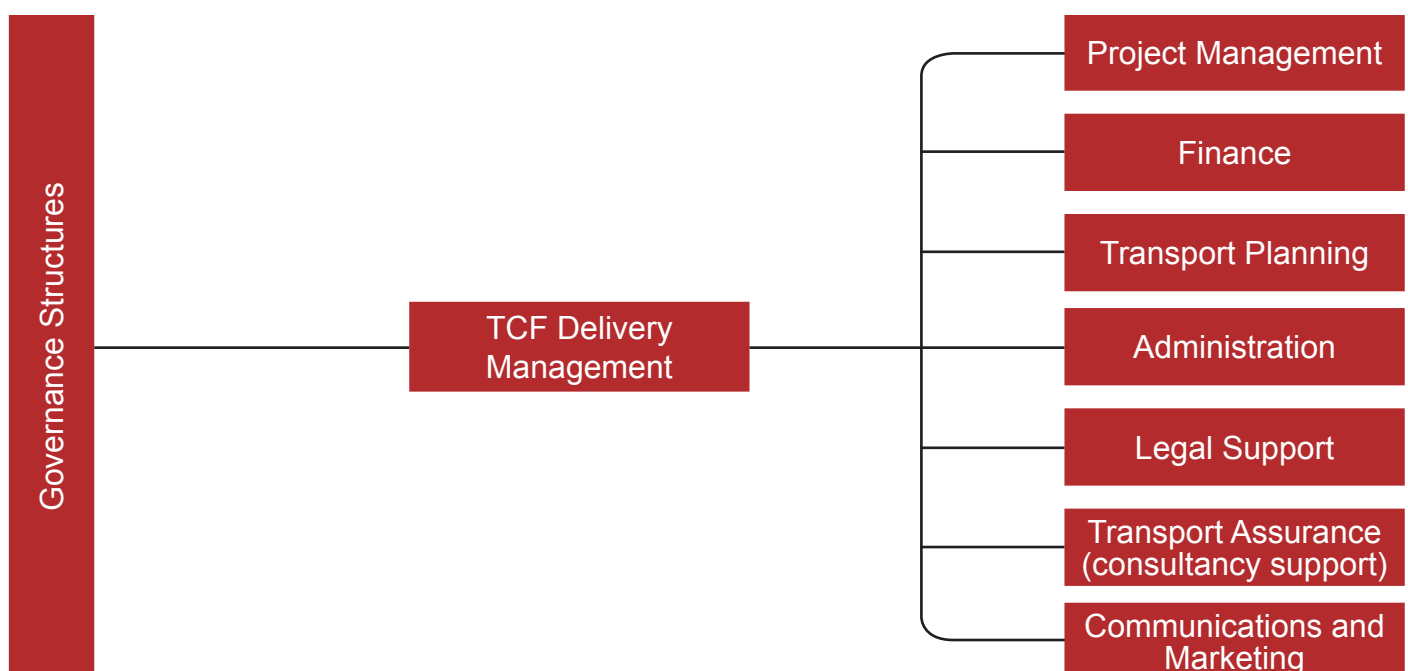 Governance Structures
TCF Delivery
Management
Project Management
Finance
Transport Planning
Administration
Legal Support
Transport Assurance
(consultancy support)
Communications and
Marketing